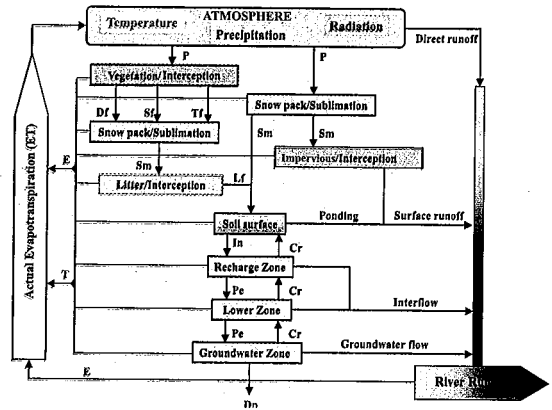 ATMOSPHERE
Temperature
Precipitation
Radiation
Direct runoff
P
P
Vegetation/Interception
Df
Sf
Tf
Snow pack/Sublimation
Snow pack/Sublimation
Sm
Sm
Sm
Impervious/Interception
Litter/Interception
Lf
E
Soil surface
Ponding
Surface runoff
In
Cr
Recharge Zone
T
Pe
Cr
Lower Zone
Interflow
Pe
Cr
Groundwater Zone
Groundwater flow
E
Dp
River
Actual Evapotranspiration (ET)